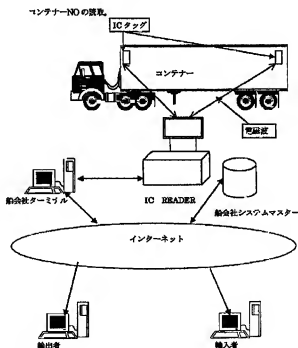 コンテナーNOの読取。
ICタッグ
コンテナー
電磁波
船会社ターミナル
IC READER
船会社システムマスター
インターネット
輸出者
輸入者